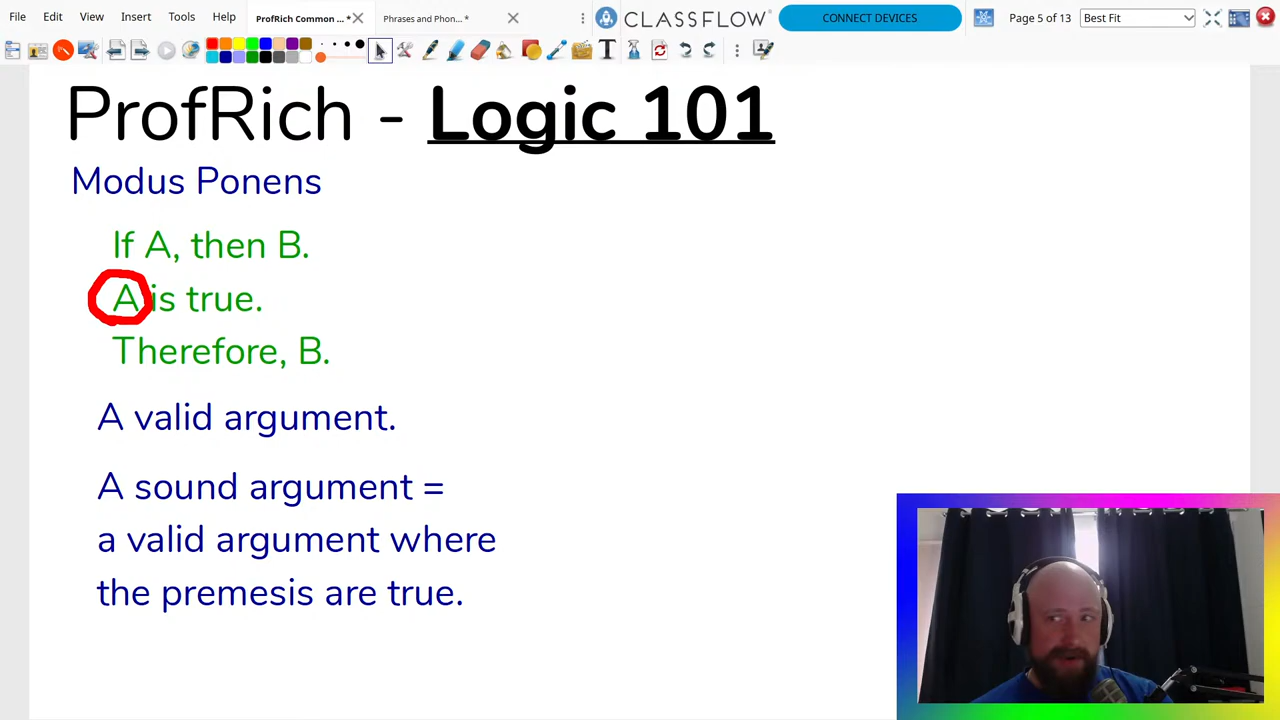 File Edit View Insert Tools Help ProfRich Common ... * Phrases and Phon... * CLASSFLOW CONNECT DEVICES Page 5 of 13 Best Fit
ProfRich - Logic 101
Modus Ponens
If A, then B.
A is true.
Therefore, B.
A valid argument.
A sound argument =
a valid argument where
the premesis are true.